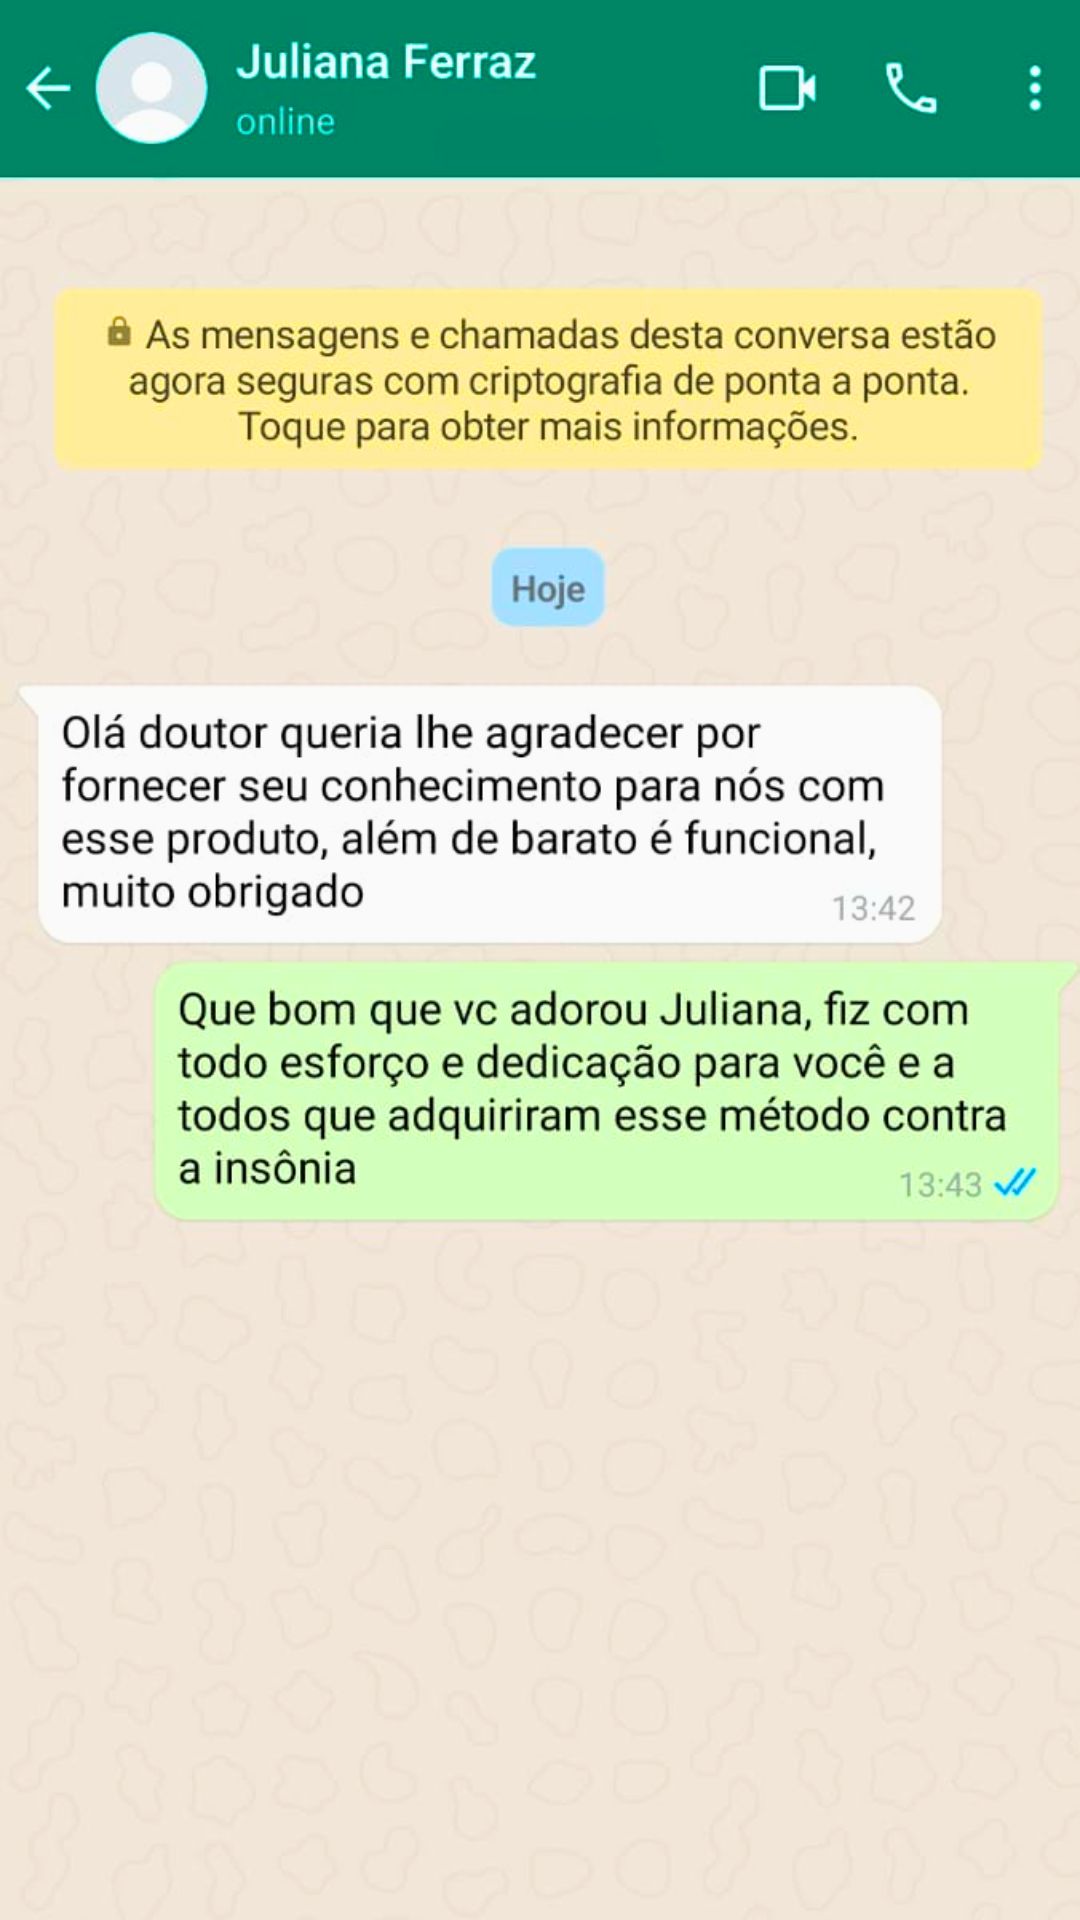 Juliana Ferraz
online
As mensagens e chamadas desta conversa estão
agora seguras com criptografia de ponta a ponta.
Toque para obter mais informações.
Hoje
Olá doutor queria lhe agradecer por
fornecer seu conhecimento para nós com
esse produto, além de barato é funcional,
muito obrigado
13:42
Que bom que vc adorou Juliana, fiz com
todo esforço e dedicação para você e a
todos que adquiriram esse método contra
a insônia
13:43